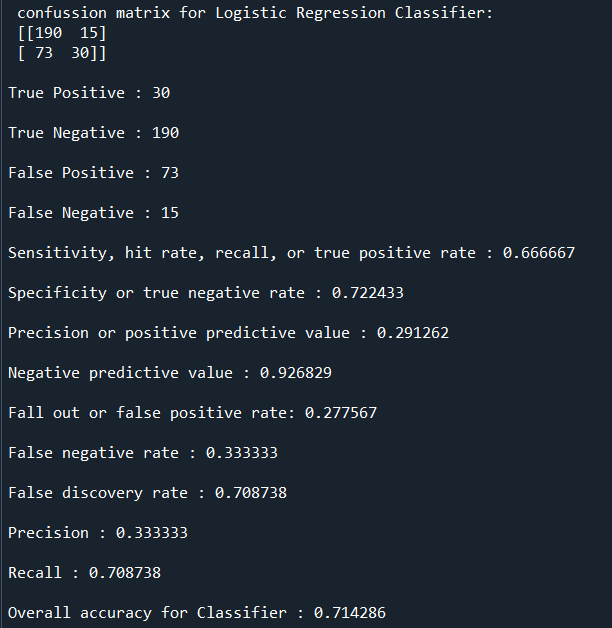 confussion matrix for Logistic Regression Classifier:
[[190  15]
[ 73  30]]
True Positive : 30
True Negative : 190
False Positive : 73
False Negative : 15
Sensitivity, hit rate, recall, or true positive rate : 0.666667
Specificity or true negative rate : 0.722433
Precision or positive predictive value : 0.291262
Negative predictive value : 0.926829
Fall out or false positive rate: 0.277567
False negative rate : 0.333333
False discovery rate : 0.708738
Precision : 0.333333
Recall : 0.708738
Overall accuracy for Classifier : 0.714286